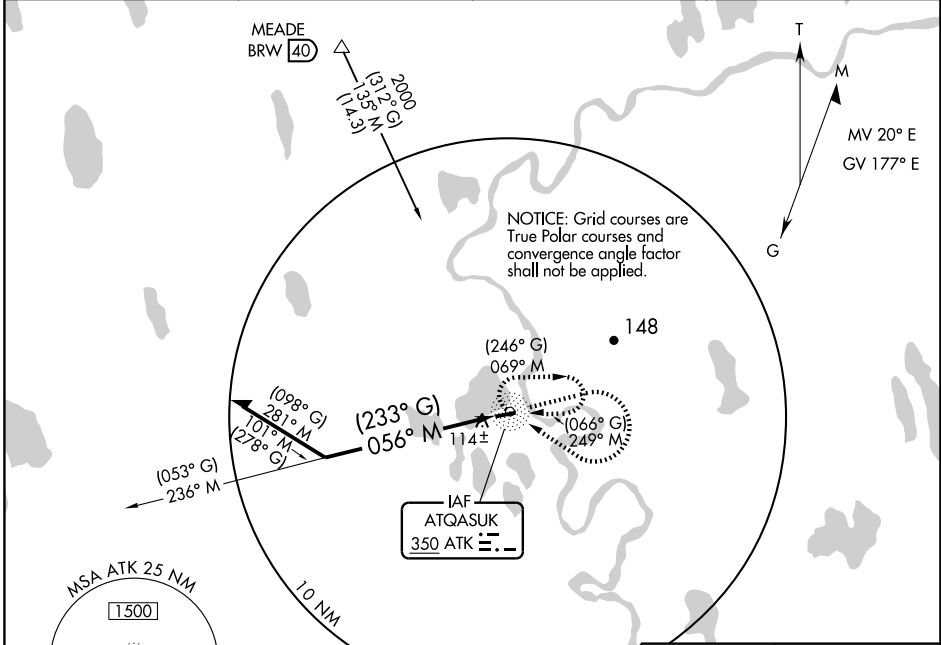 MEADE
BRW 40
2000
(312° G)
135° M
(14.3)
T
M
MV 20° E
GV 177° E
G
NOTICE: Grid courses are
True Polar courses and
convergence angle factor
shall not be applied.
148
(246° G)
069° M
(098° G)
281° M
101° M
(278° G)
(233° G)
056° M
114±
(066° G)
249° M
(053° G)
236° M
IAF
ATQASUK
350 ATK
MSA ATK 25 NM
1500
10 NM